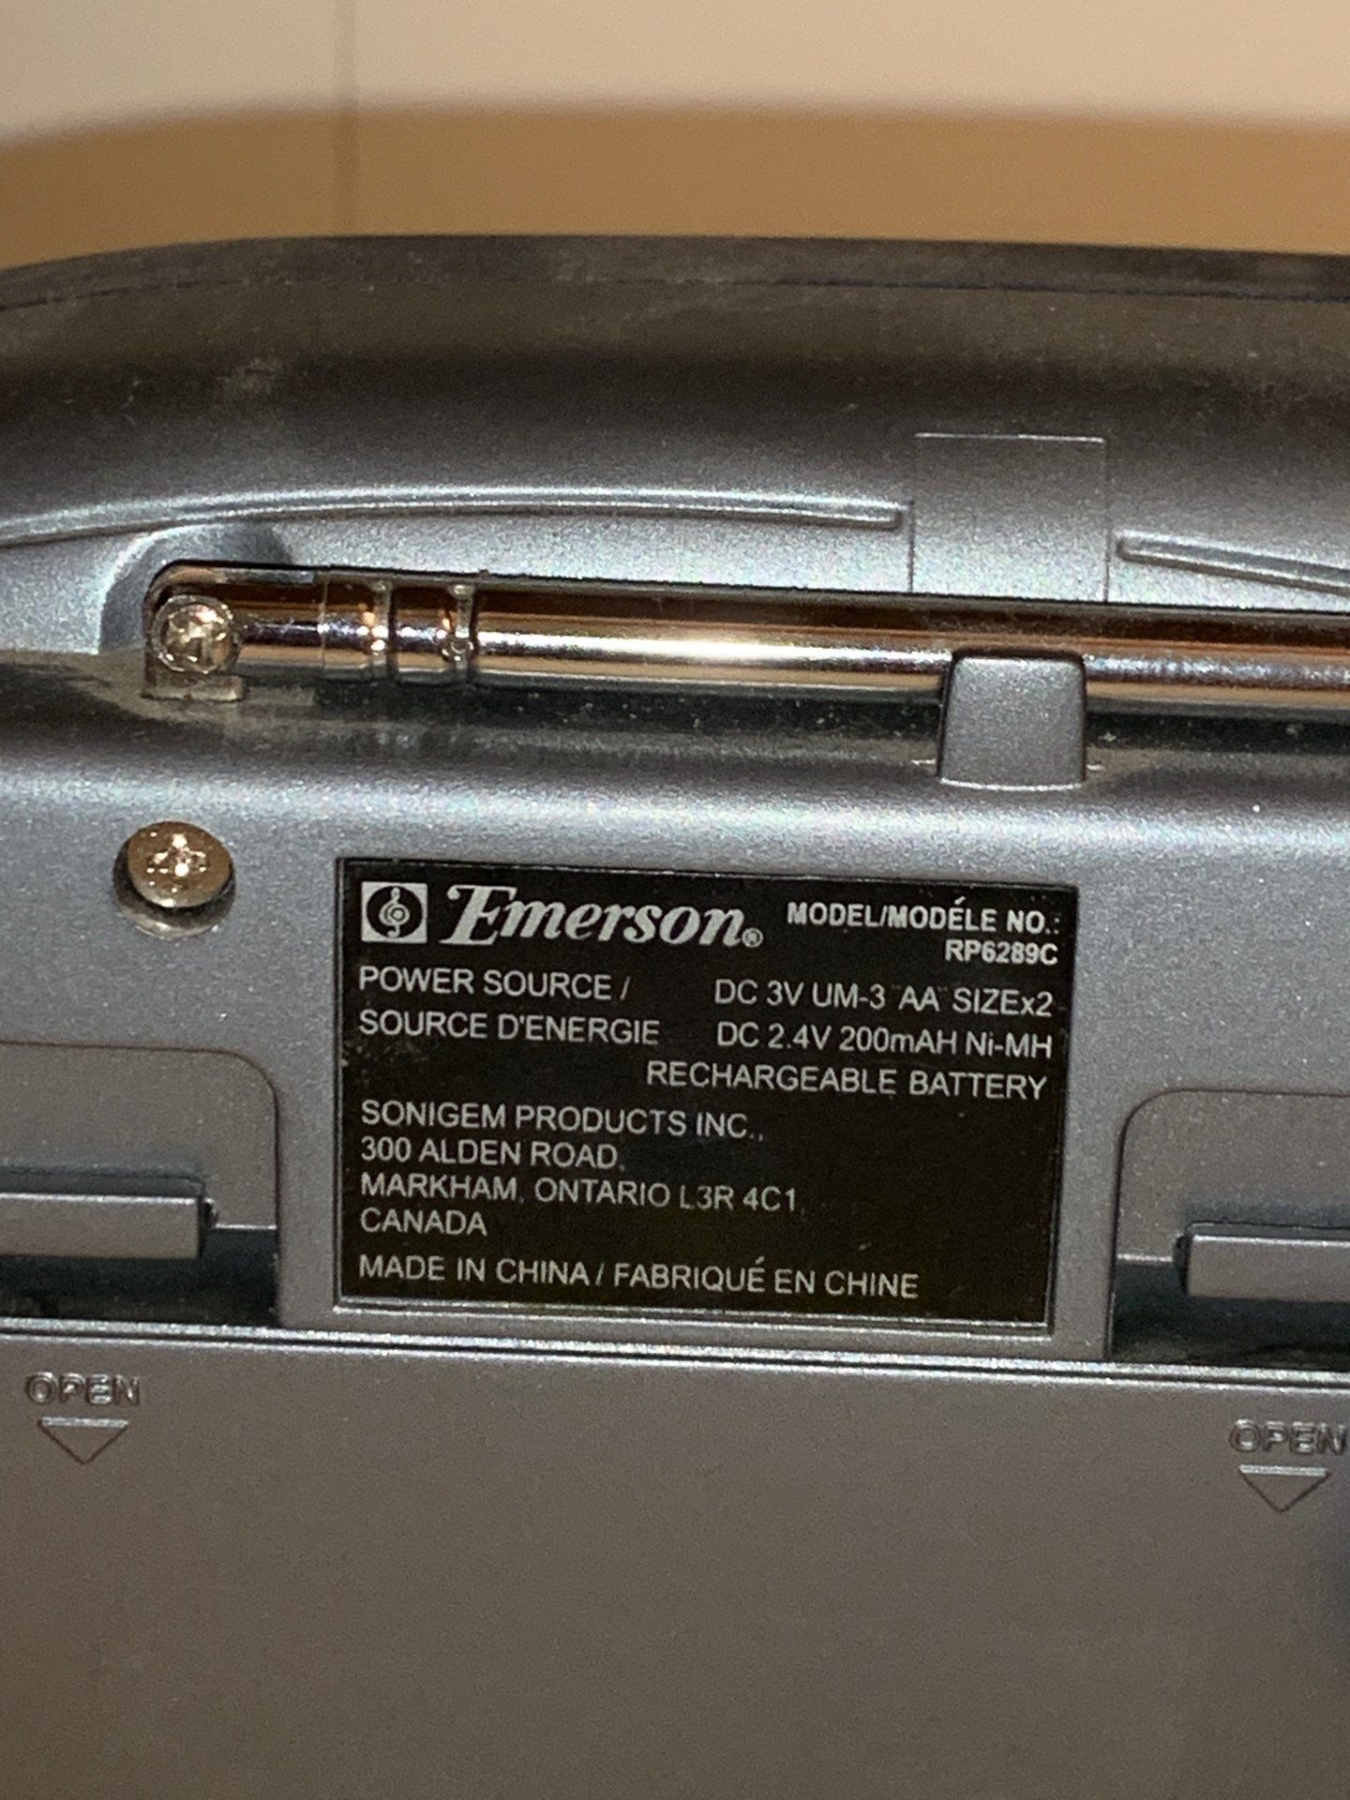 Emerson® MODEL/MODÉLE NO.:
RP6289C
POWER SOURCE / DC 3V UM-3 "AA" SIZEx2
SOURCE D'ENERGIE DC 2.4V 200mAH Ni-MH
RECHARGEABLE BATTERY
SONIGEM PRODUCTS INC.,
300 ALDEN ROAD,
MARKHAM, ONTARIO L3R 4C1,
CANADA
MADE IN CHINA / FABRIQUÉ EN CHINE
OPEN
OPEN